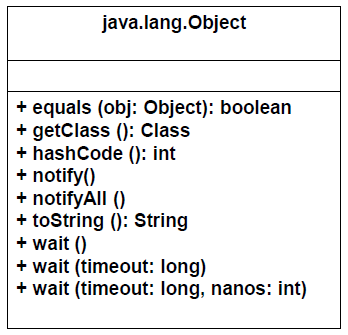 java.lang.Object
+ equals (obj: Object): boolean
+ getClass (): Class
+ hashCode (): int
+ notify()
+ notifyAll ()
+ toString (): String
+ wait ()
+ wait (timeout: long)
+ wait (timeout: long, nanos: int)